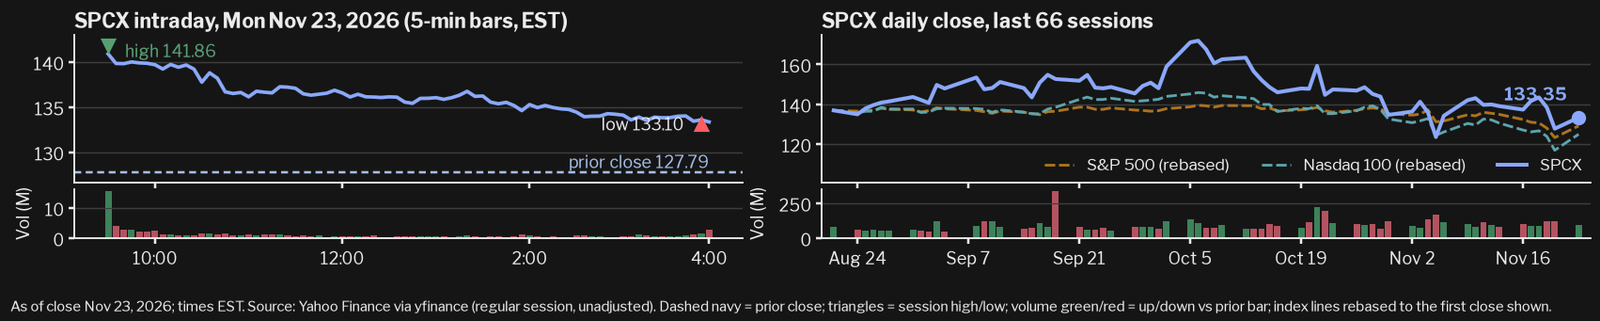 SPCX intraday, Mon Nov 23, 2026 (5-min bars, EST)
140
135
130
high 141.86
low 133.10
prior close 127.79
Vol (M)
10
0
10:00
12:00
2:00
4:00
SPCX daily close, last 66 sessions
160
140
120
133.35
S&P 500 (rebased)
Nasdaq 100 (rebased)
SPCX
Vol (M)
250
0
Aug 24
Sep 7
Sep 21
Oct 5
Oct 19
Nov 2
Nov 16
As of close Nov 23, 2026; times EST. Source: Yahoo Finance via yfinance (regular session, unadjusted). Dashed navy = prior close; triangles = session high/low; volume green/red = up/down vs prior bar; index lines rebased to the first close shown.